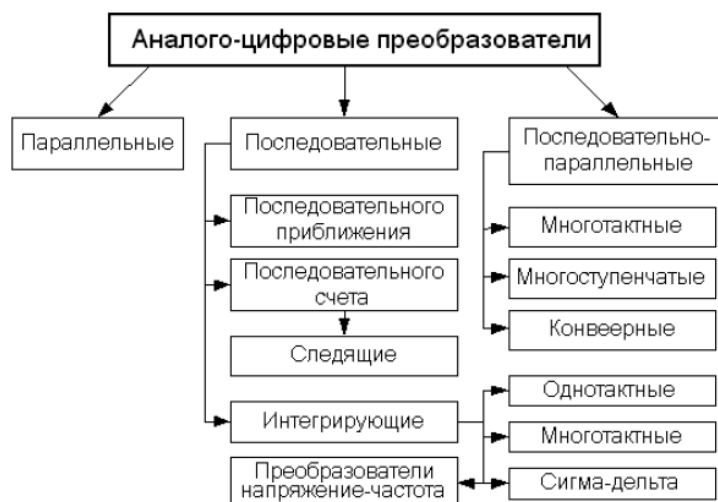 Аналого-цифровые преобразователи
Параллельные
Последовательные
Последовательно-
параллельные
Последовательного
приближения
Многотактные
Последовательного
счета
Многоступенчатые
Следящие
Конвеерные
Интегрирующие
Однотактные
Многотактные
Преобразователи
напряжение-частота
Сигма-дельта